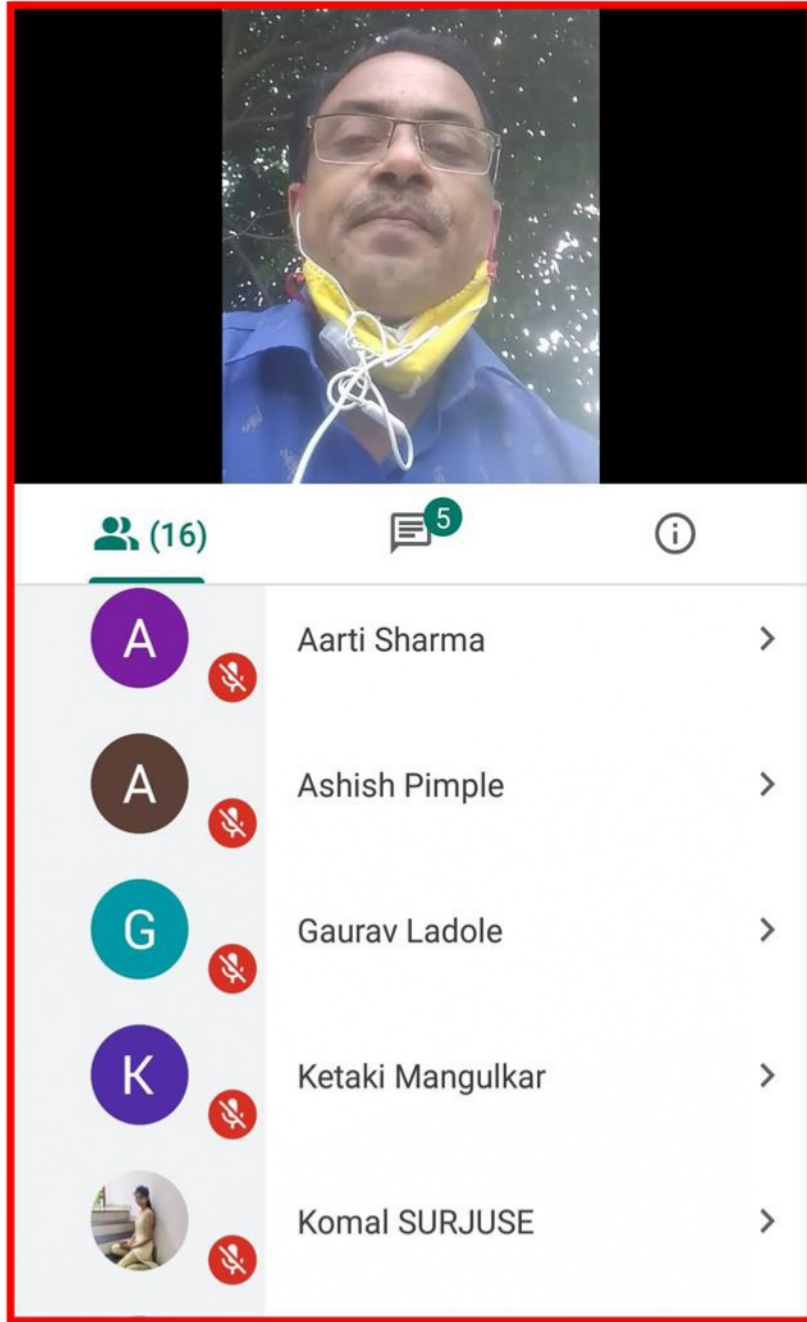 (16)
5
A
Aarti Sharma
A
Ashish Pimple
G
Gaurav Ladole
K
Ketaki Mangulkar
Komal SURJUSE